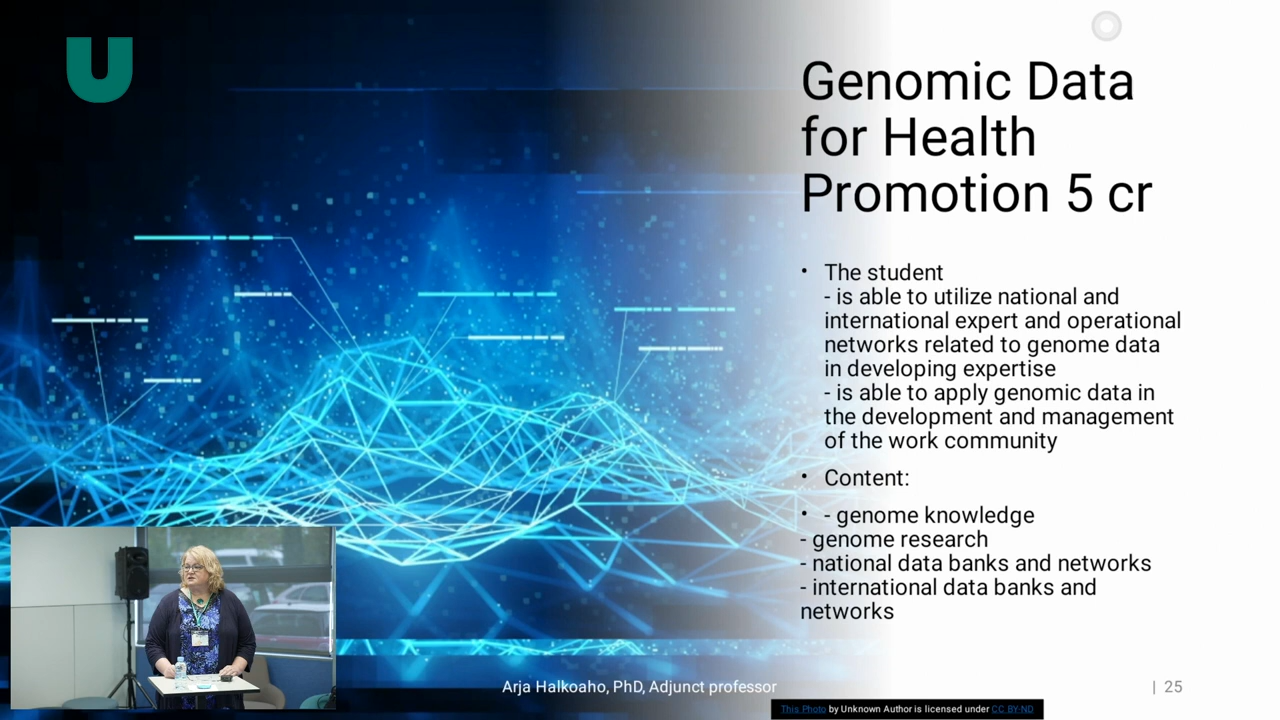 U
Genomic Data
for Health
Promotion 5 cr
• The student
- is able to utilize national and
international expert and operational
networks related to genome data
in developing expertise
- is able to apply genomic data in
the development and management
of the work community
• Content:
• - genome knowledge
- genome research
- national data banks and networks
- international data banks and
networks
Arja Halkoaho, PhD, Adjunct professor
| 25
This Photo by Unknown Author is licensed under CC BY-ND